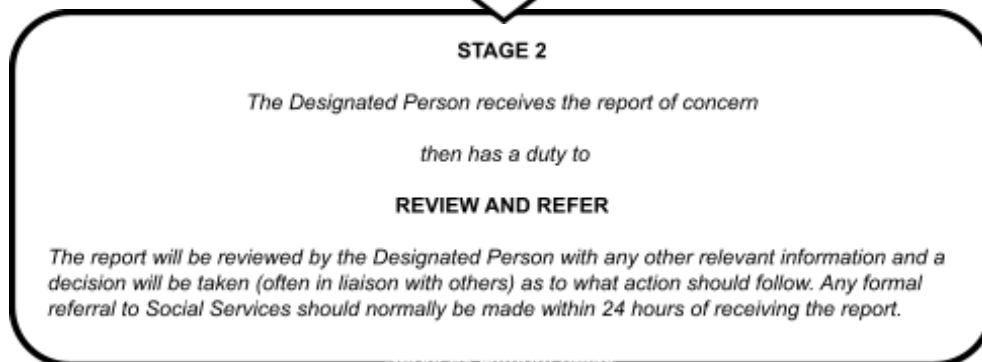 STAGE 2
The Designated Person receives the report of concern
then has a duty to
REVIEW AND REFER
The report will be reviewed by the Designated Person with any other relevant information and a
decision will be taken (often in liaison with others) as to what action should follow. Any formal
referral to Social Services should normally be made within 24 hours of receiving the report.